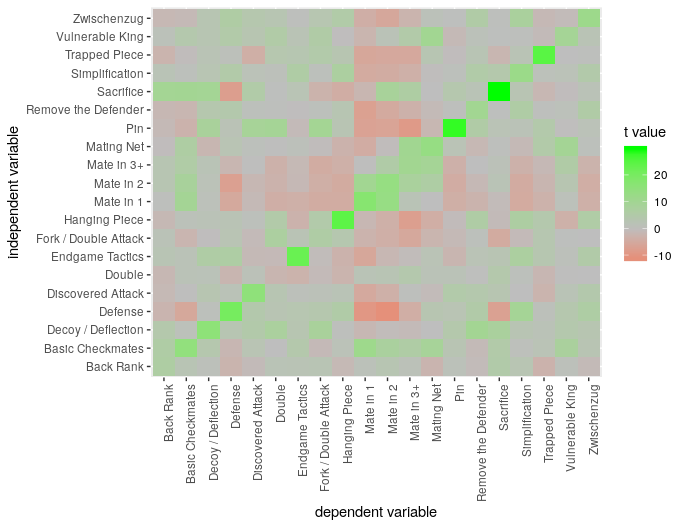 Zwischenzug
Vulnerable King
Trapped Piece
Simplification
Sacrifice
Remove the Defender
Pin
Mating Net
Mate in 3+
Mate in 2
Mate in 1
Hanging Piece
Fork / Double Attack
Endgame Tactics
Double
Discovered Attack
Defense
Decoy / Deflection
Basic Checkmates
Back Rank
independent variable
Back Rank
Basic Checkmates
Decoy / Deflection
Defense
Discovered Attack
Double
Endgame Tactics
Fork / Double Attack
Hanging Piece
Mate in 1
Mate in 2
Mate in 3+
Mating Net
Pin
Remove the Defender
Sacrifice
Simplification
Trapped Piece
Vulnerable King
Zwischenzug
dependent variable
t value
30
20
10
0
-10